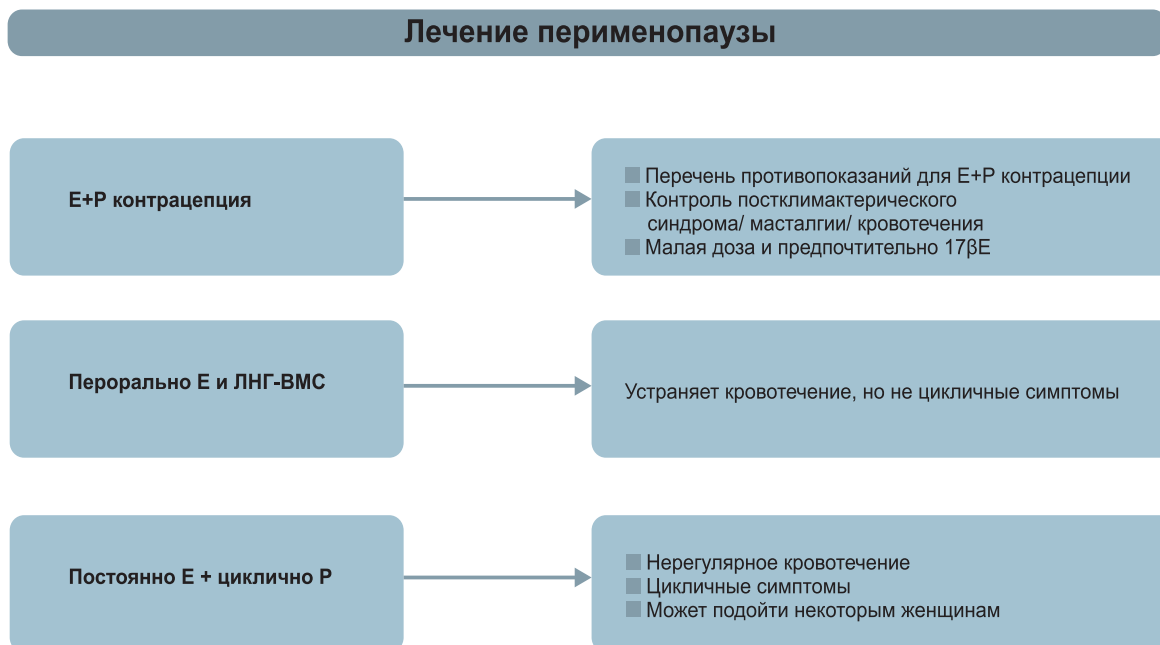 Лечение перименопаузы
E+P контрацепция
Перечень противопоказаний для E+P контрацепции
Контроль постклимактерического
синдрома/ масталгии/ кровотечения
Малая доза и предпочтительно 17βE
Перорально E и ЛНГ-ВМС
Устраняет кровотечение, но не цикличные симптомы
Постоянно E + циклично P
Нерегулярное кровотечение
Цикличные симптомы
Может подойти некоторым женщинам